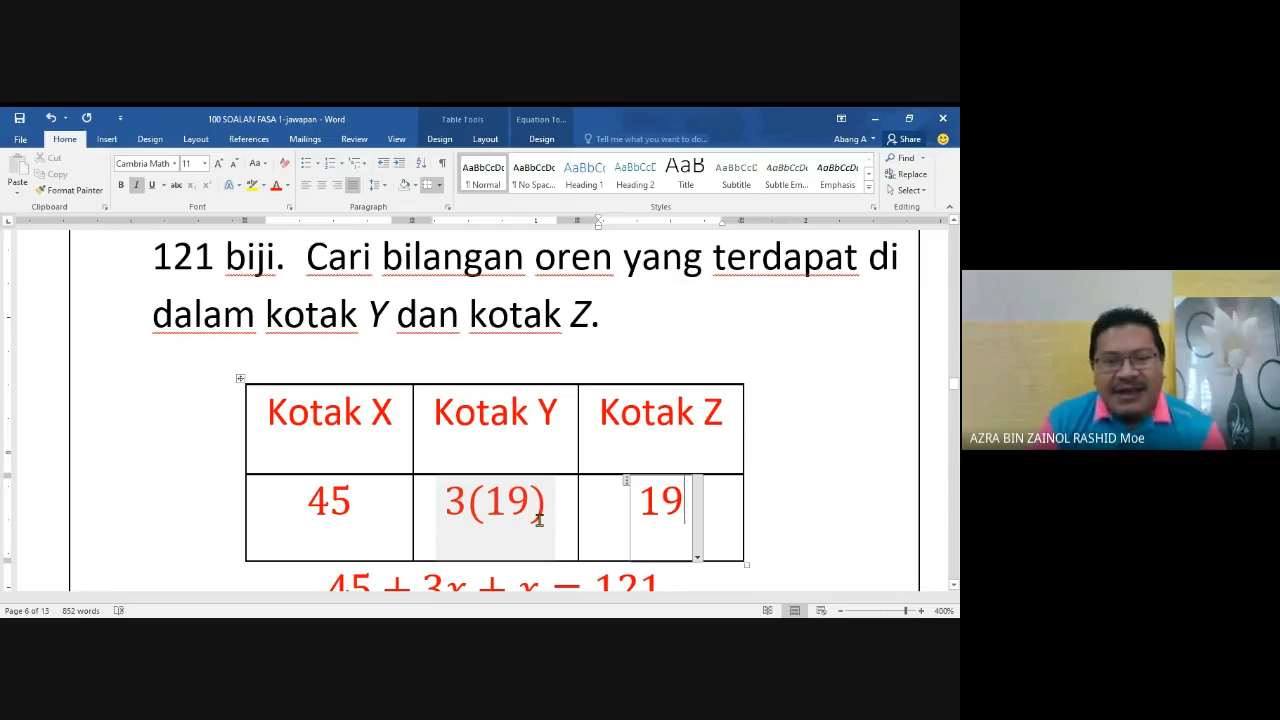 100 SOALAN FASA 1-jawapan - Word
Table Tools
Equation To...
File
Home
Insert
Design
Layout
References
Mailings
Review
View
Design
Layout
Design
Tell me what you want to do...
Abang A
Share
Cut
Copy
Format Painter
Paste
Clipboard
Cambria Math
11
Font
Paragraph
AaBbCcDc
¶ Normal
AaBbCcDc
¶ No Spac...
AaBbC(
Heading 1
AaBbCcE
Heading 2
AaB
Title
AaBbCcD
Subtitle
AaBbCcDc
Subtle Em...
AaBbCcDc
Emphasis
Styles
Find
Replace
Select
Editing
121 biji. Cari bilangan oren yang terdapat di
dalam kotak Y dan kotak Z.
Kotak X Kotak Y Kotak Z
45 3(19) 19
45 + 3x + x = 121
AZRA BIN ZAINOL RASHID Moe
Page 6 of 13
852 words
400%